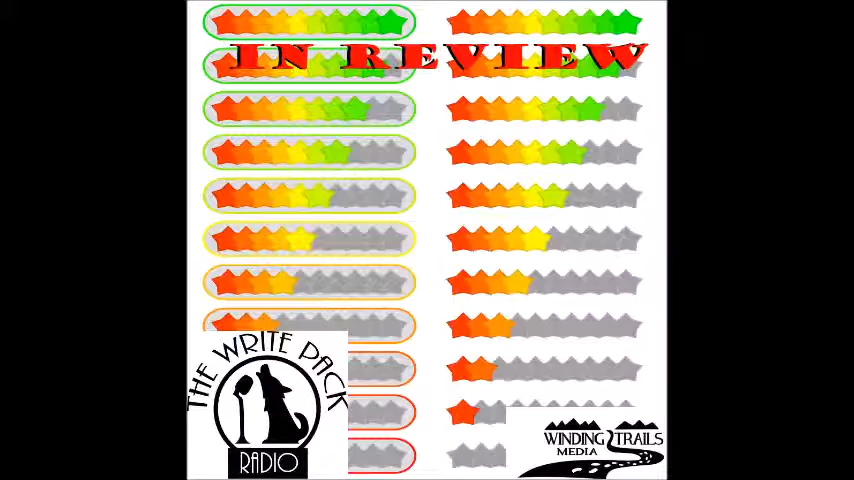 IN REVIEW
THE WRITE PACK
RADIO
WINDING TRAILS
MEDIA